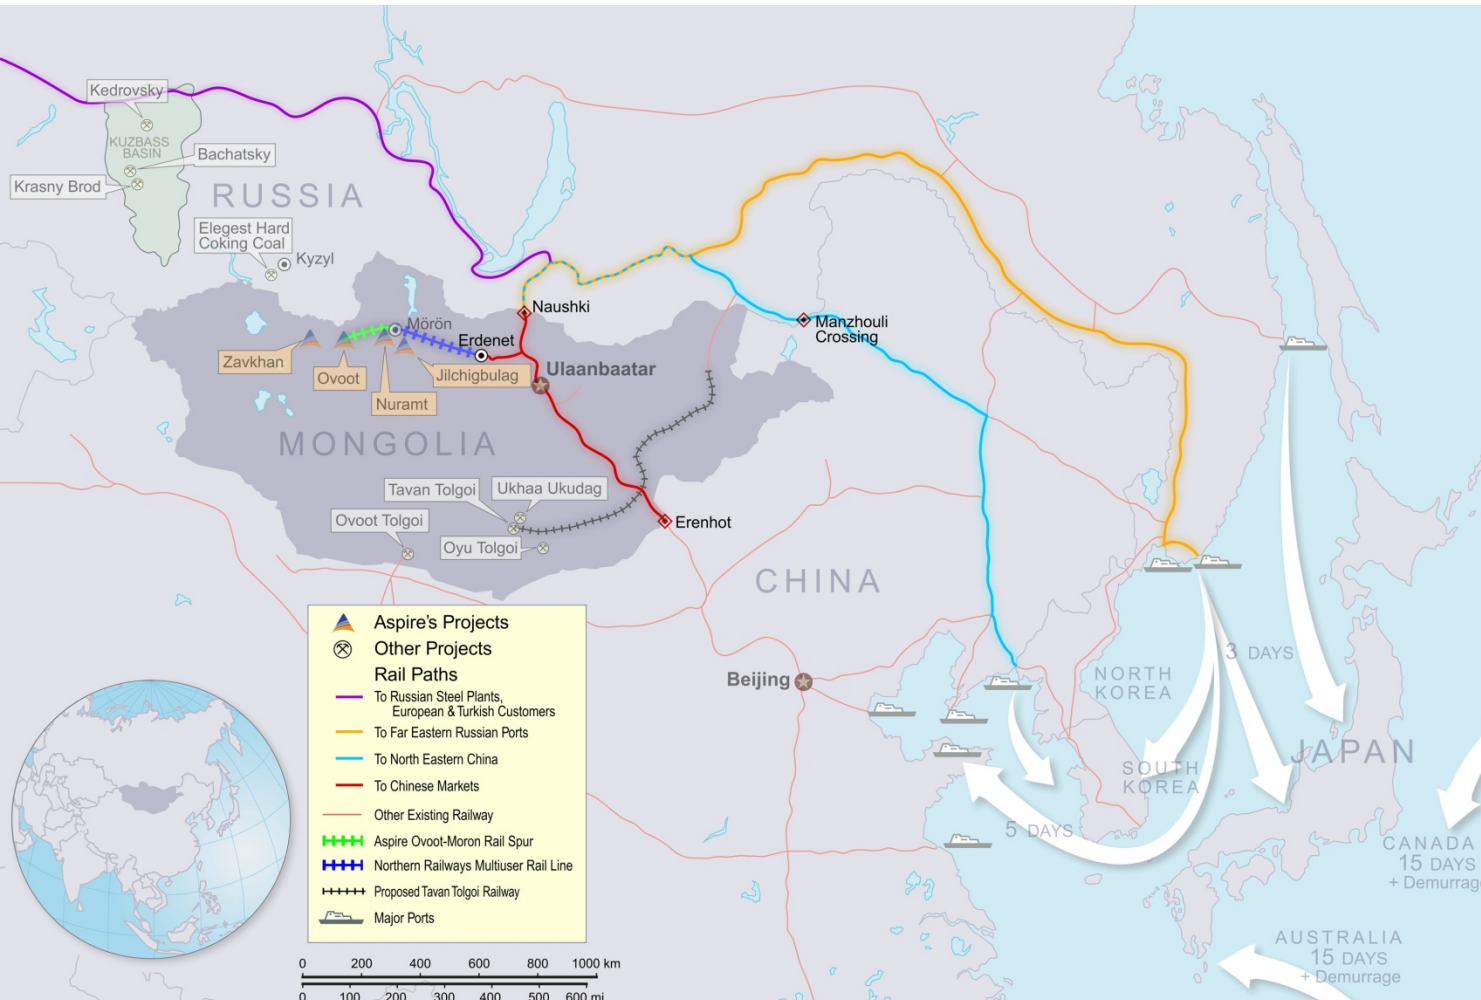 Kedrovsky
KUZBASS
BASIN
Bachatsky
Krasny Brod
RUSSIA
Elegest Hard
Coking Coal
Kyzyl
Naushki
Mörön
Erdenet
Manzhouli
Crossing
Zavkhan
Ovoot
Jilchigbulag
Nuramt
Ulaanbaatar
MONGOLIA
Tavan Tolgoi
Ukhaa Ukudag
Ovoot Tolgoi
Oyu Tolgoi
Erenhot
CHINA
Beijing
NORTH
KOREA
3 DAYS
SOUTH
KOREA
JAPAN
5 DAYS
CANADA
15 DAYS
+ Demurrag
AUSTRALIA
15 DAYS
+ Demurrage
Aspire's Projects
Other Projects
Rail Paths
To Russian Steel Plants,
European & Turkish Customers
To Far Eastern Russian Ports
To North Eastern China
To Chinese Markets
Other Existing Railway
Aspire Ovoot-Moron Rail Spur
Northern Railways Multiuser Rail Line
Proposed Tavan Tolgoi Railway
Major Ports
0 200 400 600 800 1000 km
0 100 200 300 400 500 600 mi